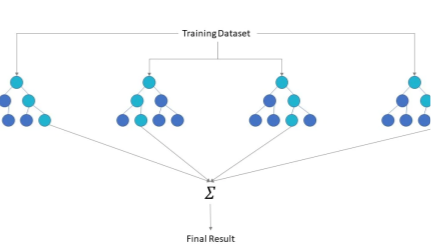 Training Dataset
Σ
Final Result